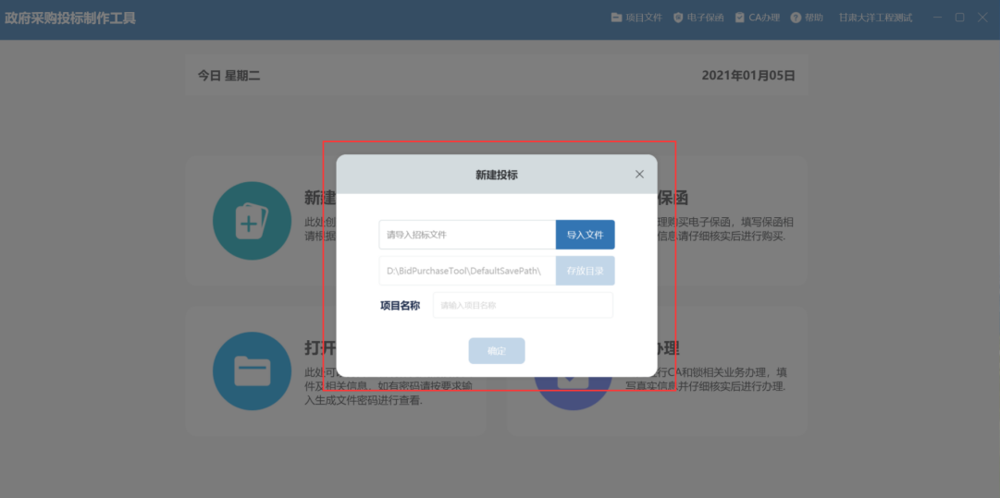 政府采购投标制作工具
项目文件 电子保函 CA办理 帮助 甘肃大洋工程测试
今日 星期二
2021年01月05日
新建投标
请导入招标文件
导入文件
D:\BidPurchaseTool\DefaultSavePath\
存放目录
项目名称
请输入项目名称
确定
新建
此处创
请根据
保函
理购买电子保函，填写保函相
信息请仔细核实后进行购买.
打开
此处可
件及相关信息，如有密码请按要求输
入生成文件密码进行查看.
办理
行CA和锁相关业务办理，填
写真实信息并仔细核实后进行办理.